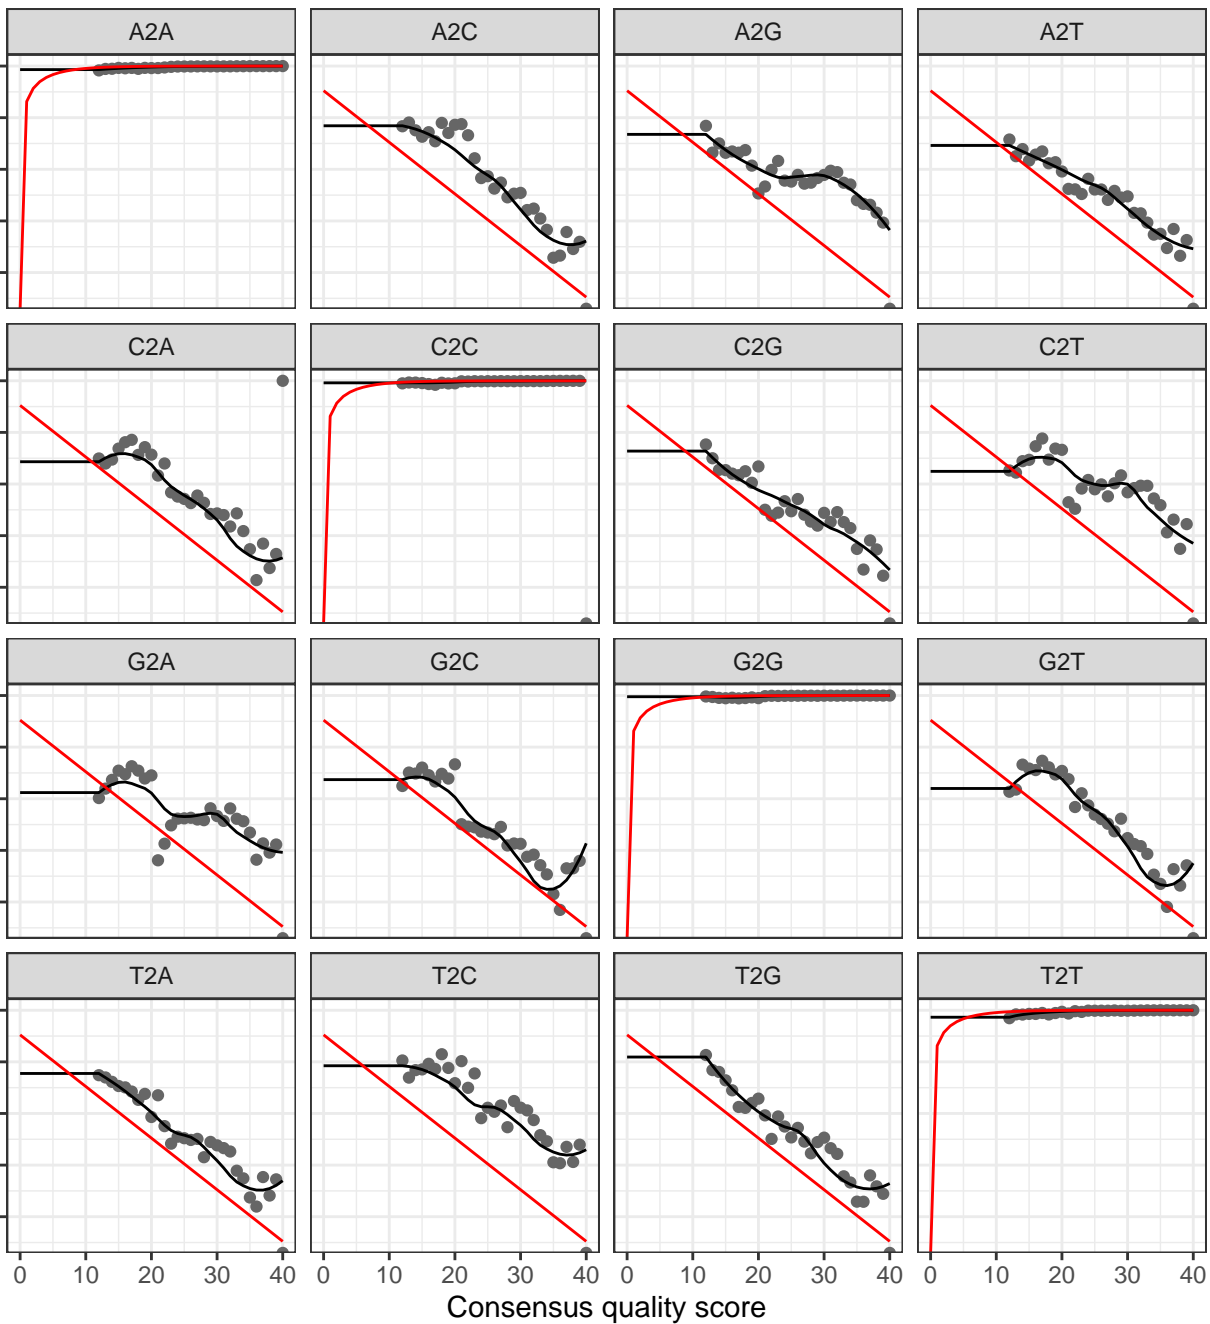 A2A A2C A2G A2T
C2A C2C C2G C2T
G2A G2C G2G G2T
T2A T2C T2G T2T
0 10 20 30 40 0 10 20 30 40 0 10 20 30 40 0 10 20 30 40
Consensus quality score